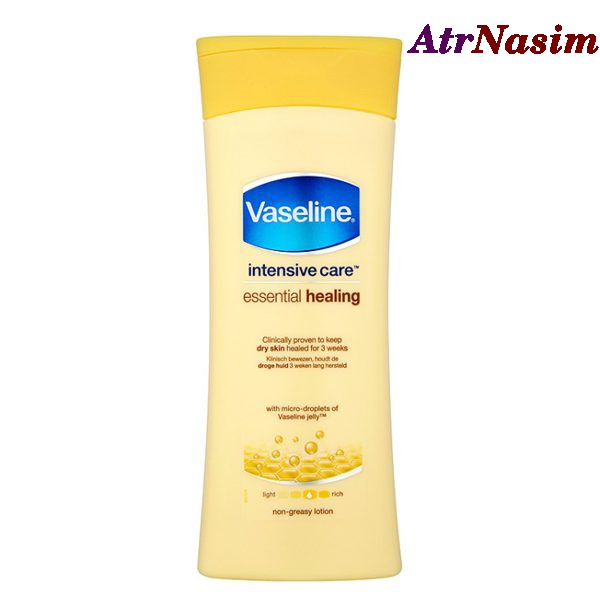 AtrNasim
Vaseline®
intensive care™
essential healing
Clinically proven to keep
dry skin healed for 3 weeks
Klinisch bewezen, houdt de
droge huid 3 weken lang hersteld
with micro-droplets of
Vaseline jelly™
light rich
non-greasy lotion